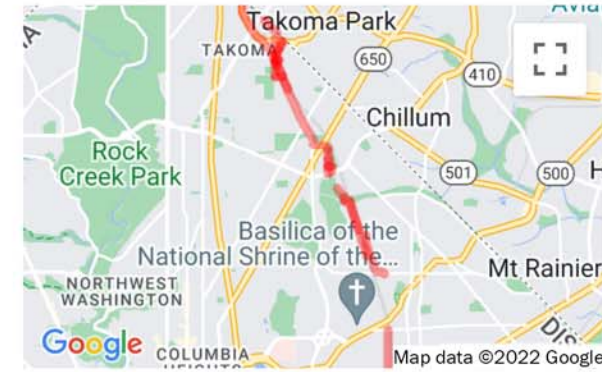 Takoma Park
TAKOMA
650
410
Chillum
Rock
Creek Park
501
500
Basilica of the
National Shrine of the...
Mt Rainier
NORTHWEST
WASHINGTON
Google
COLUMBIA
Map data ©2022 Google